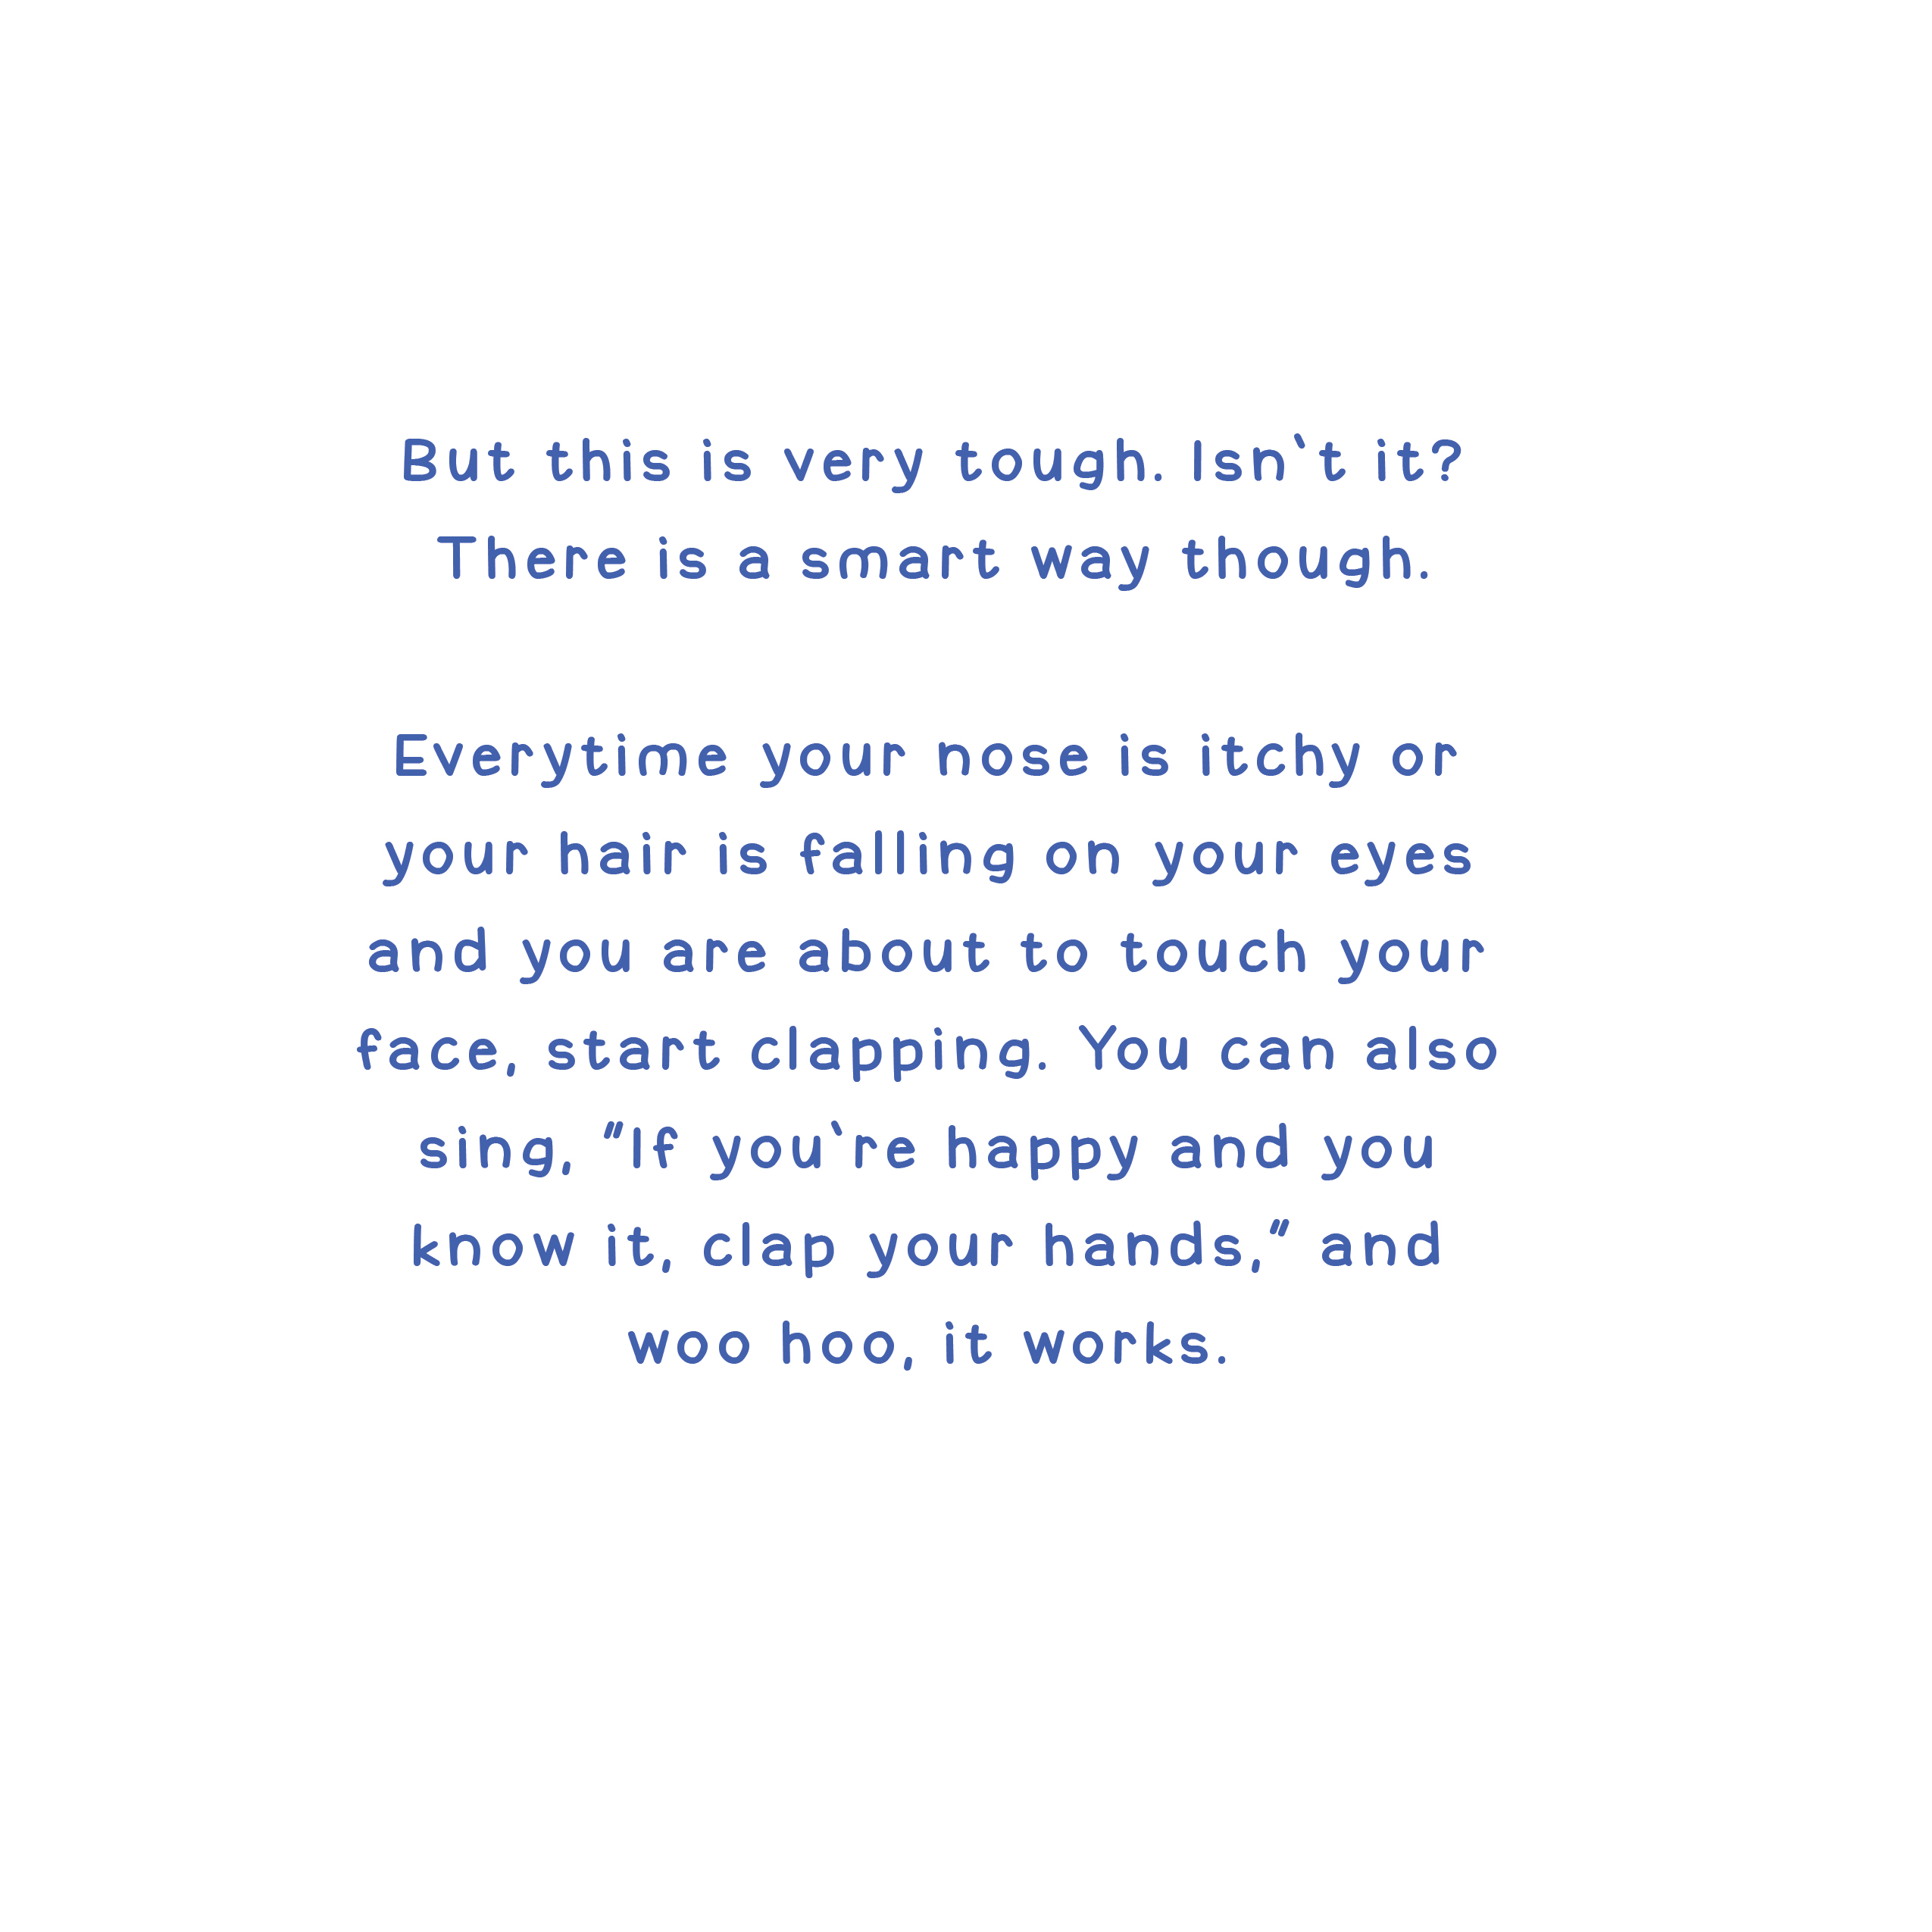 But this is very tough. Isn`t it?
There is a smart way though.
Everytime your nose is itchy or
your hair is falling on your eyes
and you are about to touch your
face, start clapping. You can also
sing, “If you`re happy and you
know it, clap your hands,” and
woo hoo, it works.